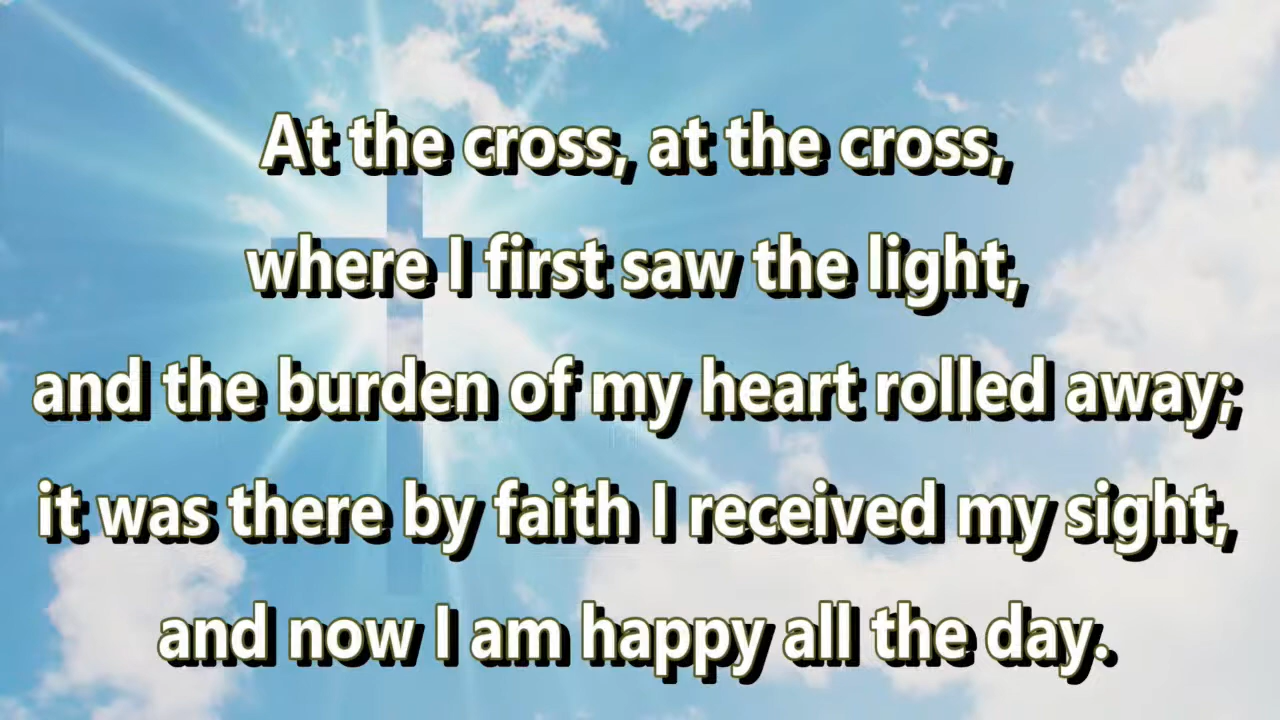 At the cross, at the cross,
where I first saw the light,
and the burden of my heart rolled away;
it was there by faith I received my sight,
and now I am happy all the day.